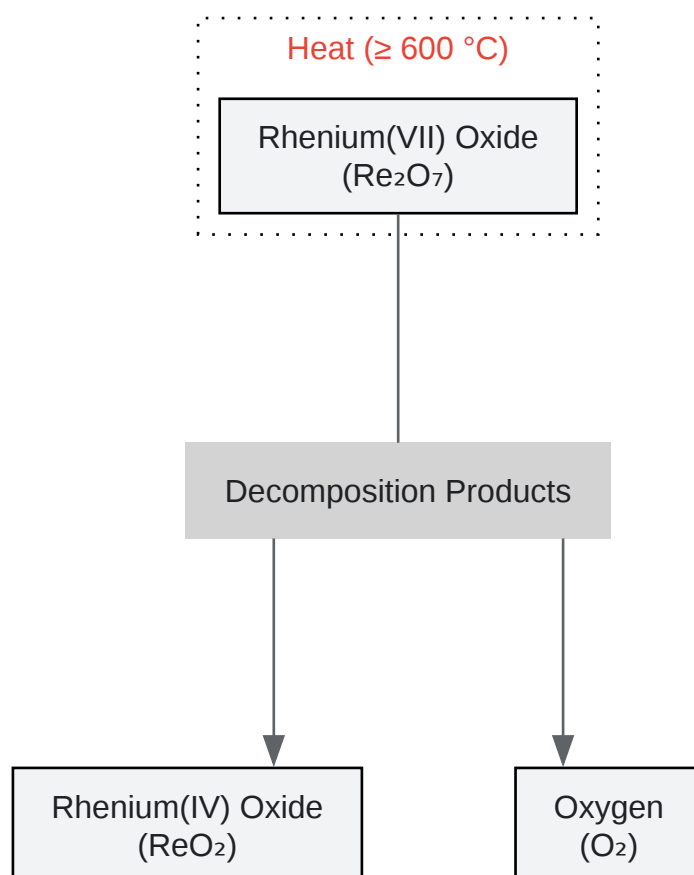 Heat (≥ 600 °C)
Rhenium(VII) Oxide
(Re₂O₇)
Decomposition Products
Rhenium(IV) Oxide
(ReO₂)
Oxygen
(O₂)